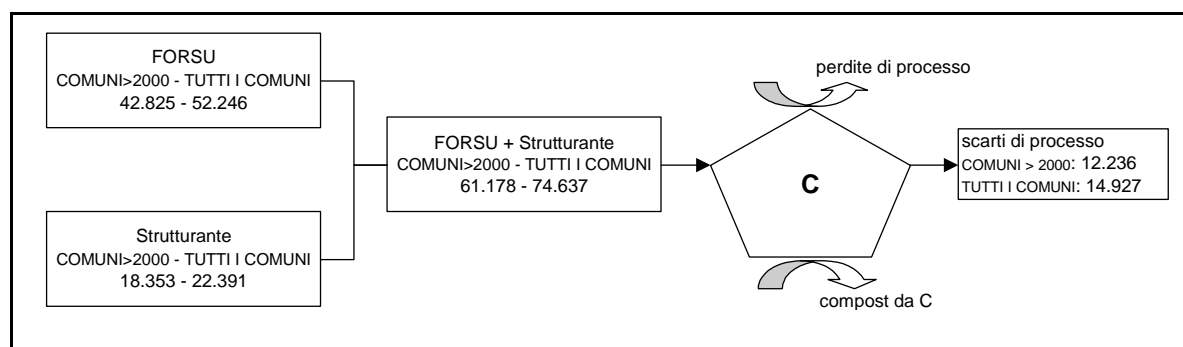 FORSU
COMUNI>2000 - TUTTI I COMUNI
42.825 - 52.246
Strutturante
COMUNI>2000 - TUTTI I COMUNI
18.353 - 22.391
FORSU + Strutturante
COMUNI>2000 - TUTTI I COMUNI
61.178 - 74.637
perdite di processo
C
compost da C
scarti di processo
COMUNI > 2000: 12.236
TUTTI I COMUNI: 14.927